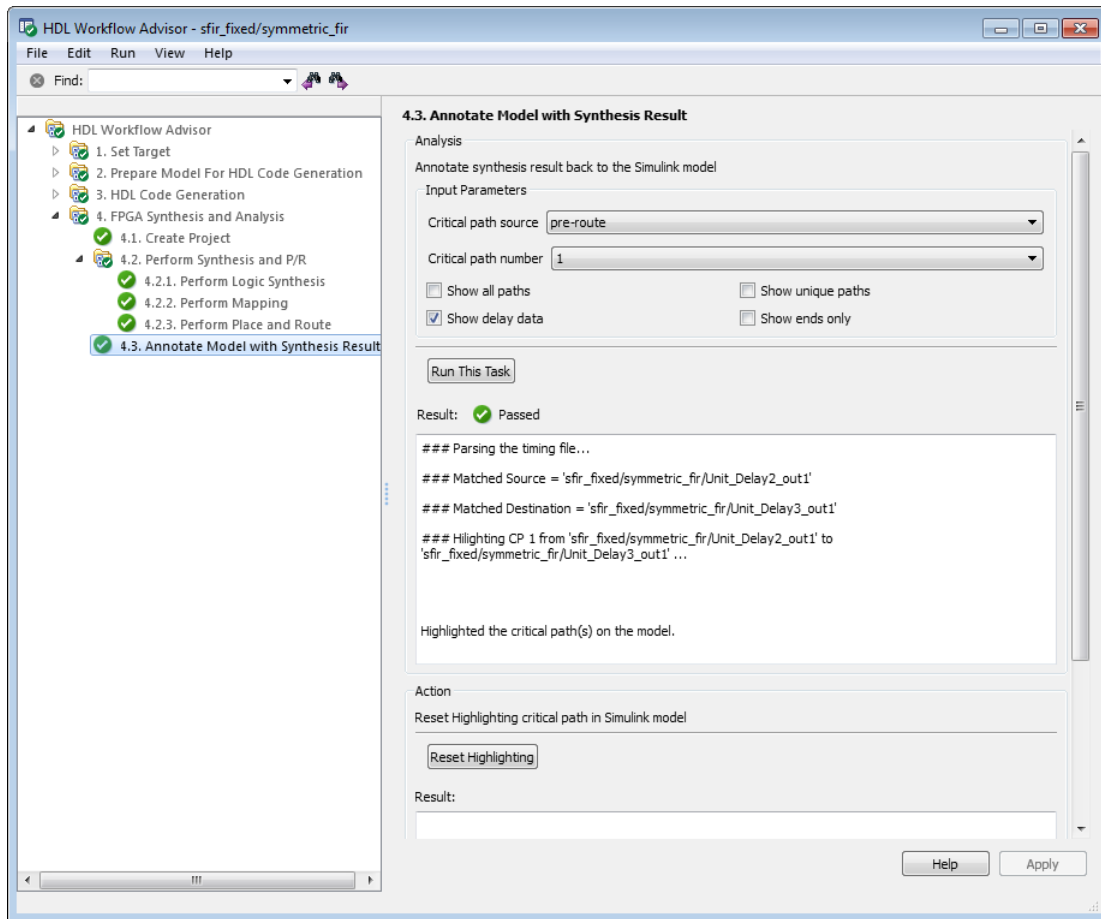 HDL Workflow Advisor - sfir_fixed/symmetric_fir
File Edit Run View Help
Find:
HDL Workflow Advisor
1. Set Target
2. Prepare Model For HDL Code Generation
3. HDL Code Generation
4. FPGA Synthesis and Analysis
4.1. Create Project
4.2. Perform Synthesis and P/R
4.2.1. Perform Logic Synthesis
4.2.2. Perform Mapping
4.2.3. Perform Place and Route
4.3. Annotate Model with Synthesis Result
4.3. Annotate Model with Synthesis Result
Analysis
Annotate synthesis result back to the Simulink model
Input Parameters
Critical path source pre-route
Critical path number 1
Show all paths Show unique paths
Show delay data Show ends only
Run This Task
Result: Passed
### Parsing the timing file...
### Matched Source = 'sfir_fixed/symmetric_fir/Unit_Delay2_out1'
### Matched Destination = 'sfir_fixed/symmetric_fir/Unit_Delay3_out1'
### Hilighting CP 1 from 'sfir_fixed/symmetric_fir/Unit_Delay2_out1' to
'sfir_fixed/symmetric_fir/Unit_Delay3_out1' ...
Highlighted the critical path(s) on the model.
Action
Reset Highlighting critical path in Simulink model
Reset Highlighting
Result:
Help Apply